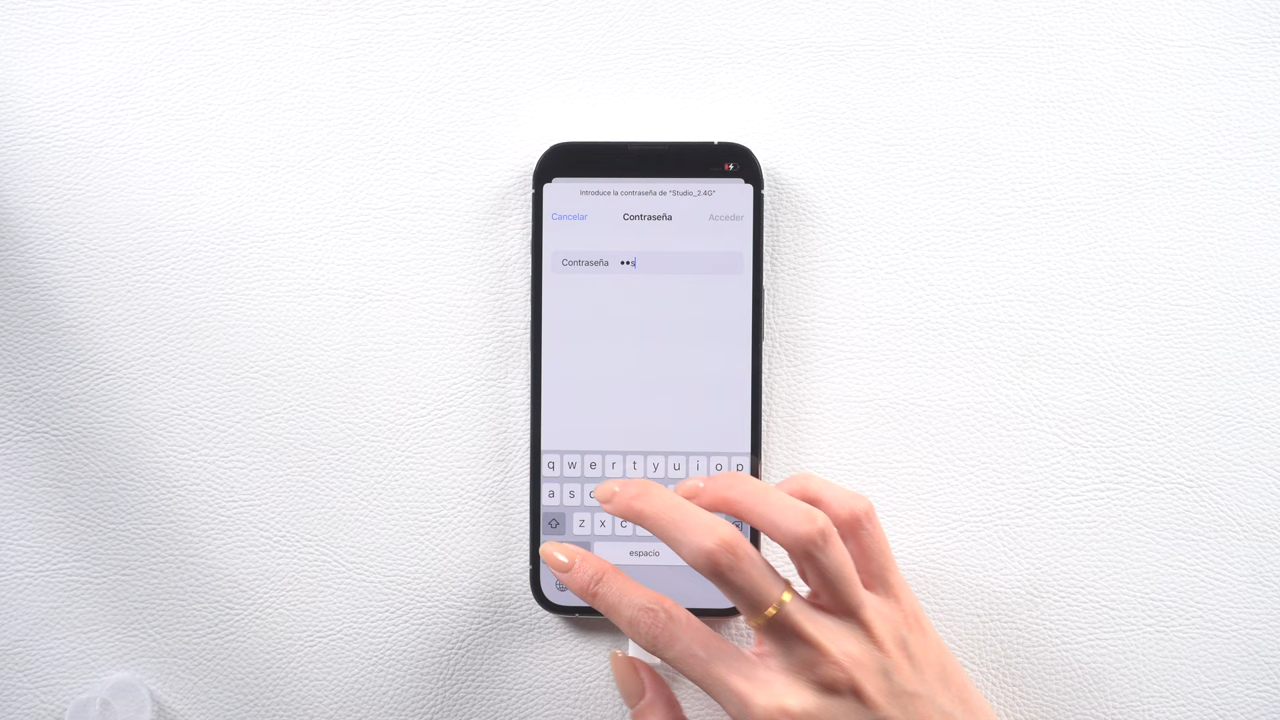 Introduce la contraseña de "Studio_2.4G"
Cancelar Contraseña Acceder
Contraseña ••s
q w e r t y u i o p
a s
z x c
espacio